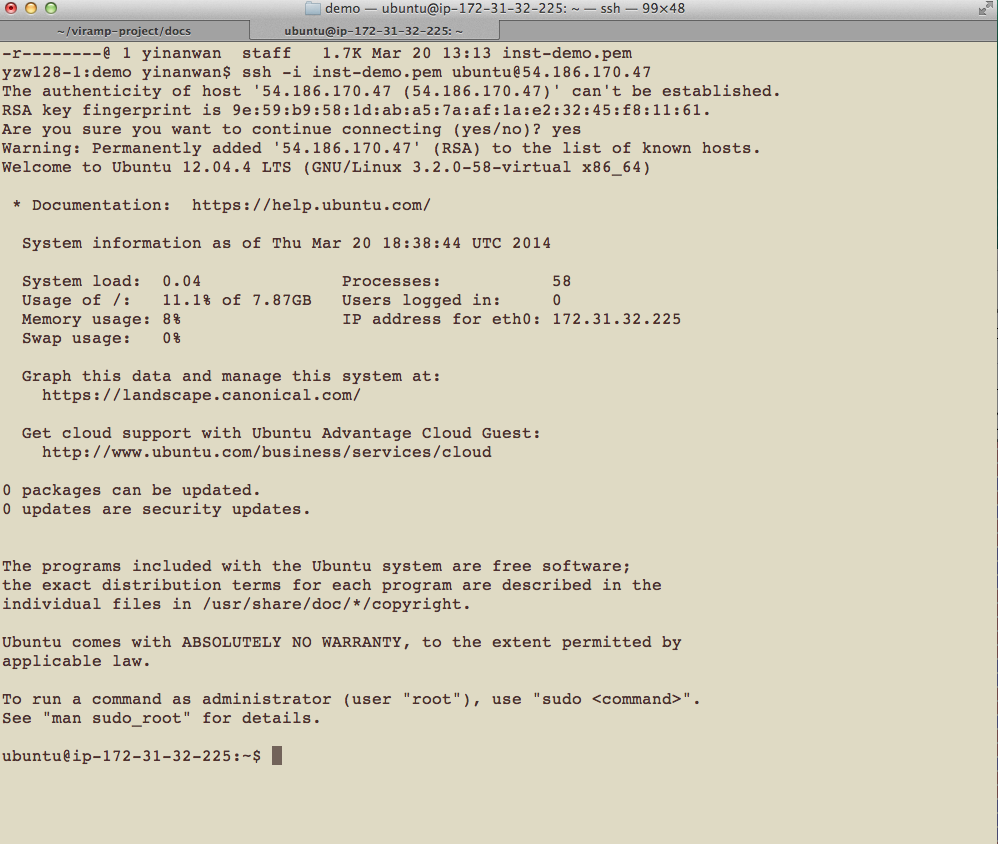 demo — ubuntu@ip-172-31-32-225: ~ — ssh — 99×48
~/viramp-project/docs
ubuntu@ip-172-31-32-225: ~
-r--------@ 1 yinanwan  staff   1.7K Mar 20 13:13 inst-demo.pem
yzw128-1:demo yinanwan$ ssh -i inst-demo.pem ubuntu@54.186.170.47
The authenticity of host '54.186.170.47 (54.186.170.47)' can't be established.
RSA key fingerprint is 9e:59:b9:58:1d:ab:a5:7a:af:1a:e2:32:45:f8:11:61.
Are you sure you want to continue connecting (yes/no)? yes
Warning: Permanently added '54.186.170.47' (RSA) to the list of known hosts.
Welcome to Ubuntu 12.04.4 LTS (GNU/Linux 3.2.0-58-virtual x86_64)
* Documentation:  https://help.ubuntu.com/
System information as of Thu Mar 20 18:38:44 UTC 2014
System load:  0.04              Processes:           58
Usage of /:   11.1% of 7.87GB   Users logged in:     0
Memory usage: 8%                IP address for eth0: 172.31.32.225
Swap usage:   0%
Graph this data and manage this system at:
https://landscape.canonical.com/
Get cloud support with Ubuntu Advantage Cloud Guest:
http://www.ubuntu.com/business/services/cloud
0 packages can be updated.
0 updates are security updates.
The programs included with the Ubuntu system are free software;
the exact distribution terms for each program are described in the
individual files in /usr/share/doc/*/copyright.
Ubuntu comes with ABSOLUTELY NO WARRANTY, to the extent permitted by
applicable law.
To run a command as administrator (user "root"), use "sudo <command>".
See "man sudo_root" for details.
ubuntu@ip-172-31-32-225:~$